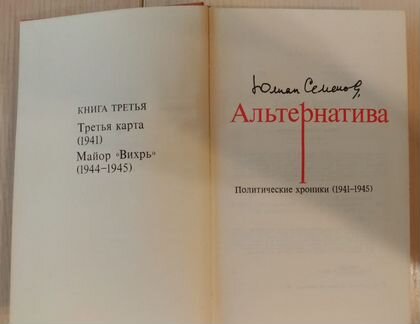 КНИГА ТРЕТЬЯ
Третья карта
(1941)
Майор «Вихрь»
(1944–1945)
Юлиан Семенов
Альтернатива
Политические хроники (1941–1945)